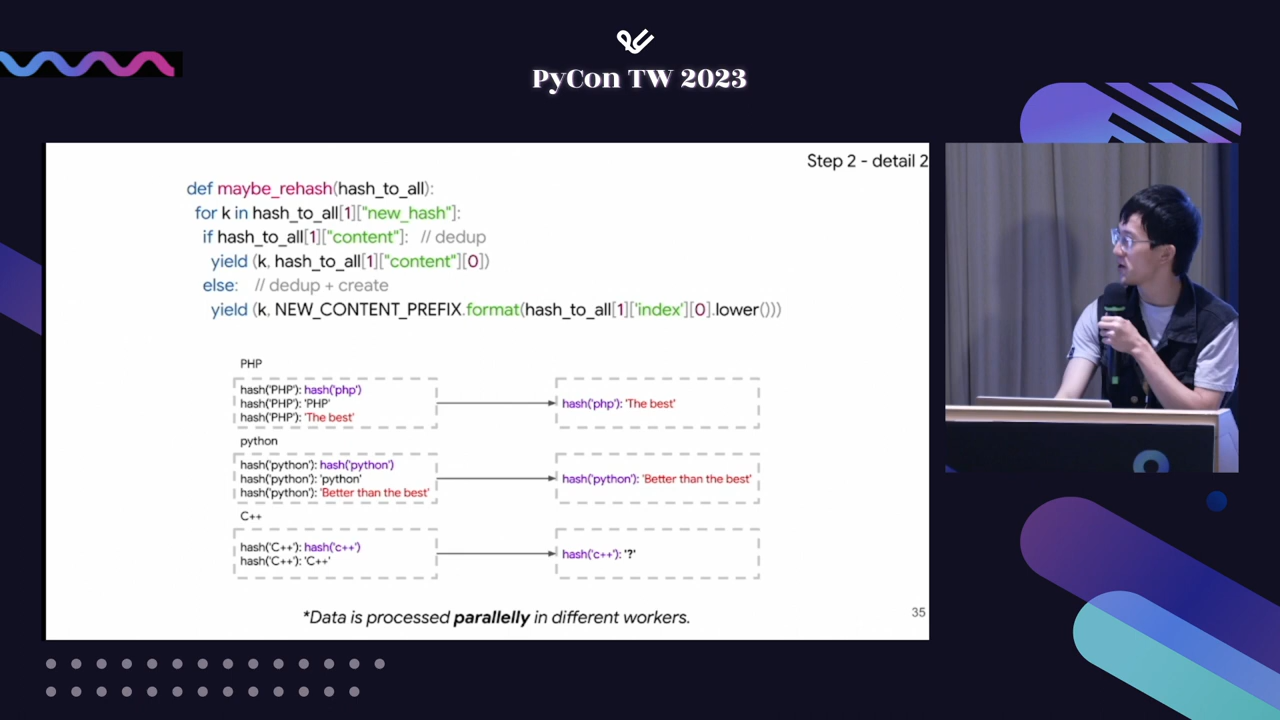 PyCon TW 2023
Step 2 - detail 2
def maybe_rehash(hash_to_all):
for k in hash_to_all[1]["new_hash"]:
if hash_to_all[1]["content"]: // dedup
yield (k, hash_to_all[1]["content"][0])
else: // dedup + create
yield (k, NEW_CONTENT_PREFIX.format(hash_to_all[1]['index'][0].lower()))
PHP
hash('PHP'): hash('php')
hash('PHP'): 'PHP'
hash('PHP'): 'The best'
hash('php'): 'The best'
python
hash('python'): hash('python')
hash('python'): 'python'
hash('python'): 'Better than the best'
hash('python'): 'Better than the best'
C++
hash('C++'): hash('c++')
hash('C++'): 'C++'
hash('c++'): '?'
*Data is processed parallelly in different workers.
35